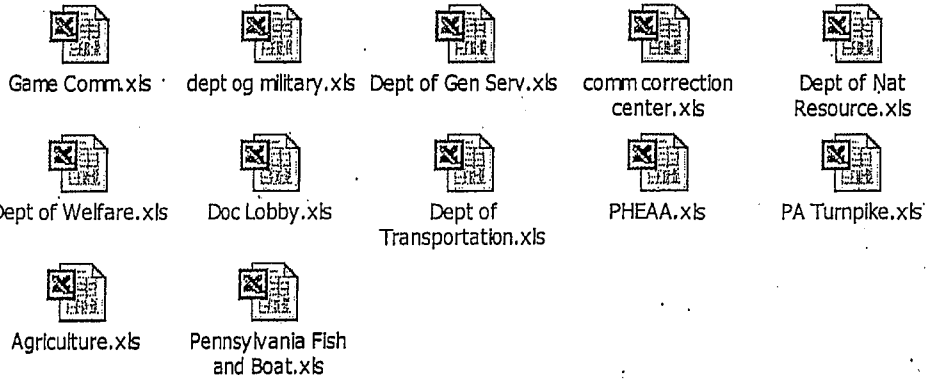 Game Comm.xls
dept og military.xls
Dept of Gen Serv.xls
comm correction
center.xls
Dept of Nat
Resource.xls
Dept of Welfare.xls
Doc Lobby.xls
Dept of
Transportation.xls
PHEAA.xls
PA Turnpike.xls
Agriculture.xls
Pennsylvania Fish
and Boat.xls